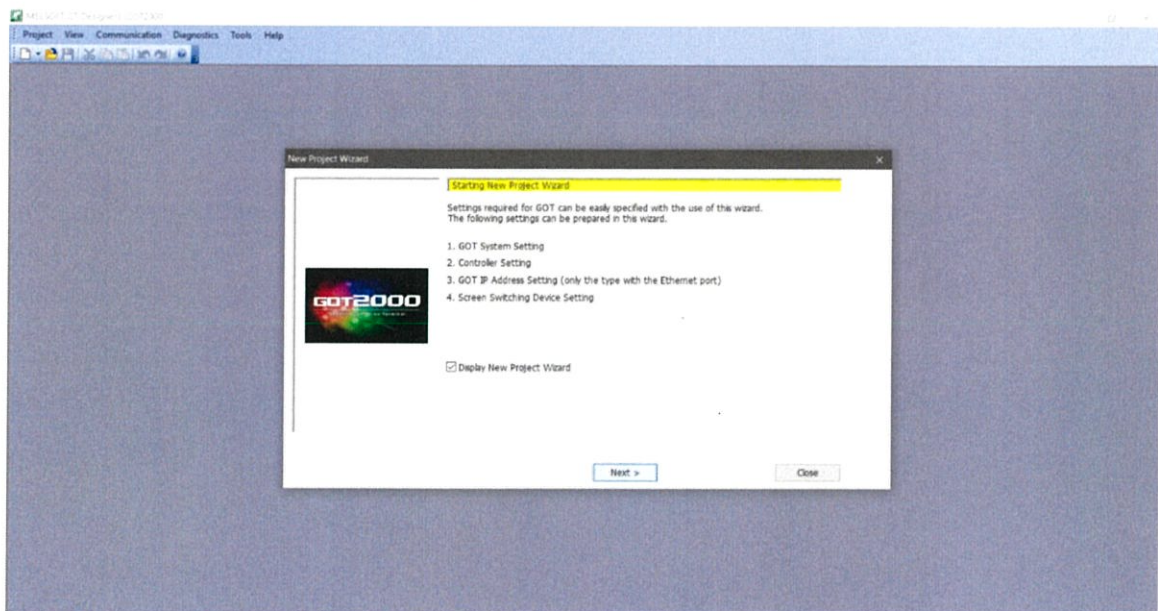 Project View Communication Diagnostics Tools Help
New Project Wizard
Starting New Project Wizard
Settings required for GOT can be easily specified with the use of this wizard.
The following settings can be prepared in this wizard.
1. GOT System Setting
2. Controller Setting
3. GOT IP Address Setting (only the type with the Ethernet port)
4. Screen Switching Device Setting
GOT2000
Display New Project Wizard
Next >
Close